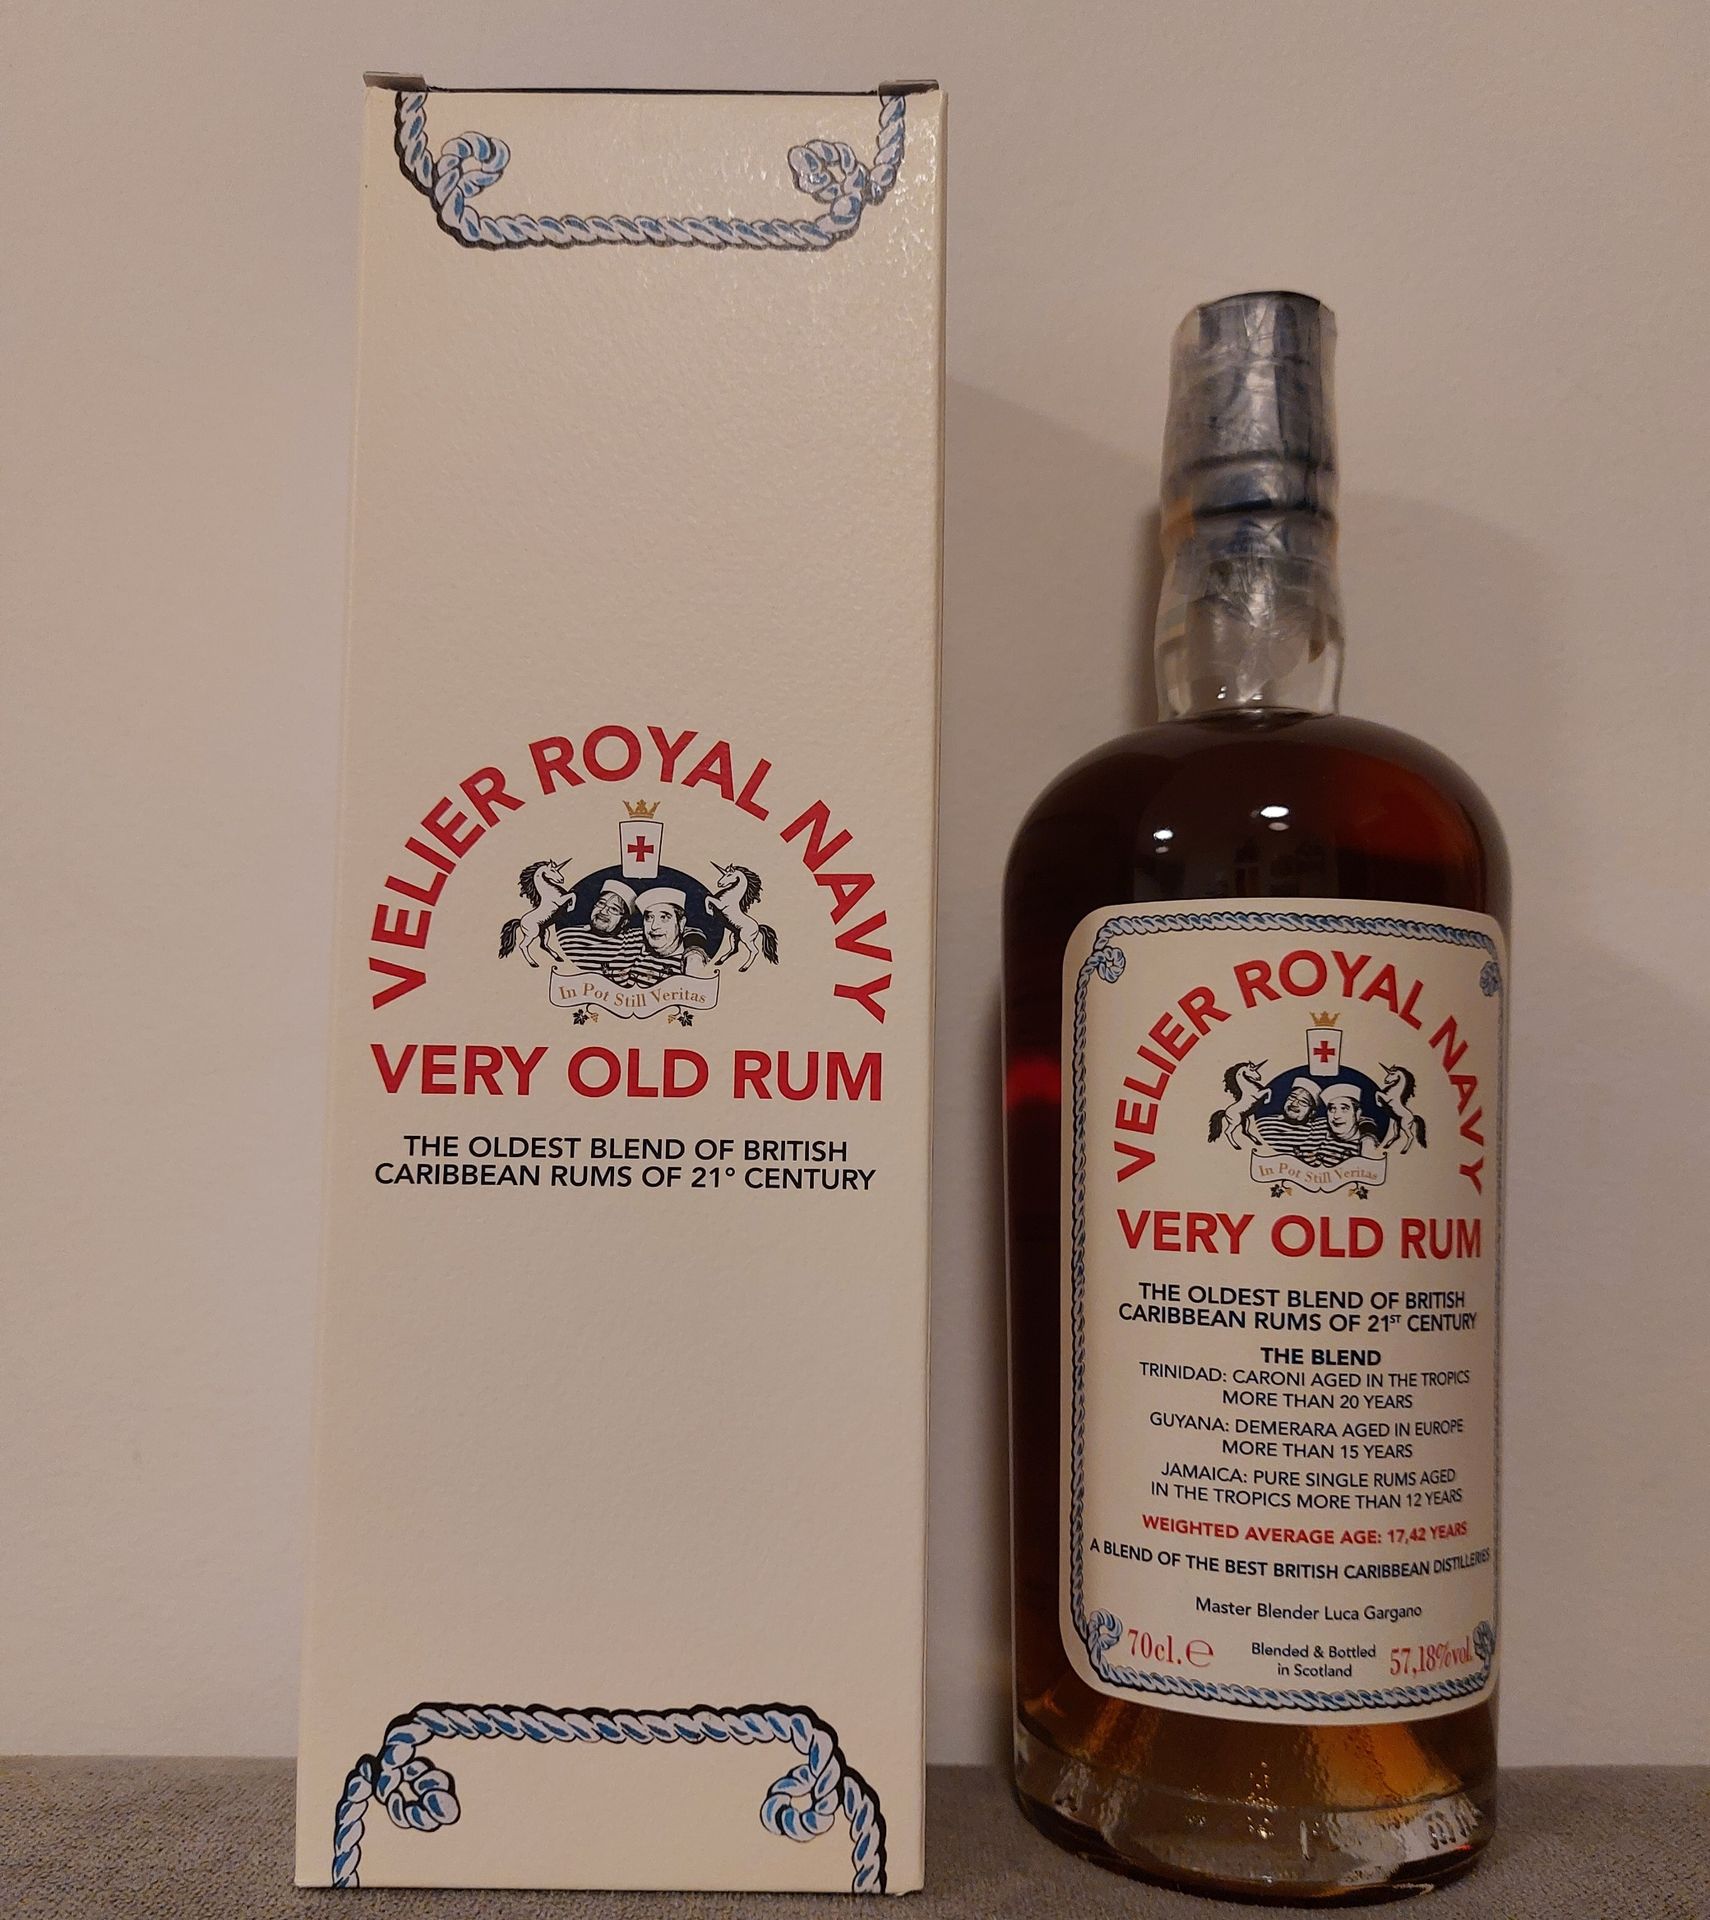 VELIER ROYAL NAVY
In Pot Still Veritas
VERY OLD RUM
THE OLDEST BLEND OF BRITISH
CARIBBEAN RUMS OF 21° CENTURY
VELIER ROYAL NAVY
In Pot Still Veritas
VERY OLD RUM
THE OLDEST BLEND OF BRITISH
CARIBBEAN RUMS OF 21ST CENTURY
THE BLEND
TRINIDAD: CARONI AGED IN THE TROPICS
MORE THAN 20 YEARS
GUYANA: DEMERARA AGED IN EUROPE
MORE THAN 15 YEARS
JAMAICA: PURE SINGLE RUMS AGED
IN THE TROPICS MORE THAN 12 YEARS
WEIGHTED AVERAGE AGE: 17,42 YEARS
A BLEND OF THE BEST BRITISH CARIBBEAN DISTILLERIES
Master Blender Luca Gargano
70cl. ℮
Blended & Bottled
in Scotland
57,18%vol.